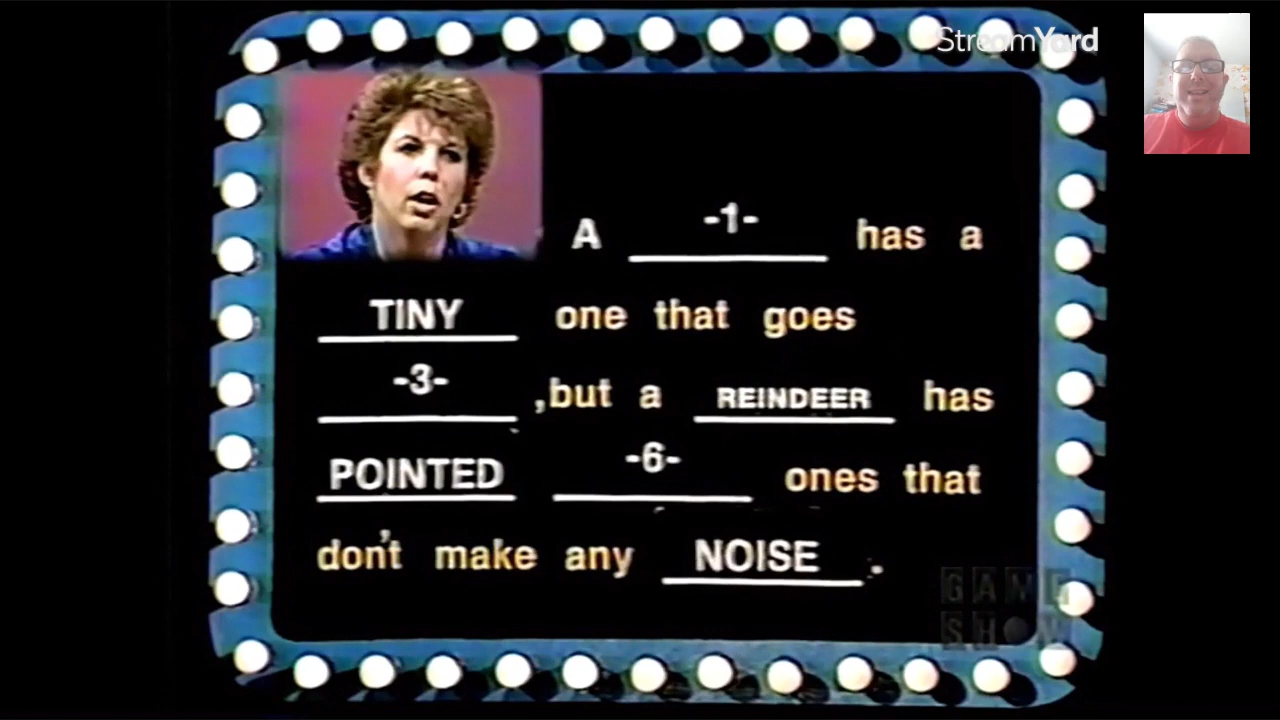 StreamYard
A -1- has a
TINY one that goes
-3- ,but a REINDEER has
POINTED -6- ones that
don't make any NOISE .
GAME
SHOW